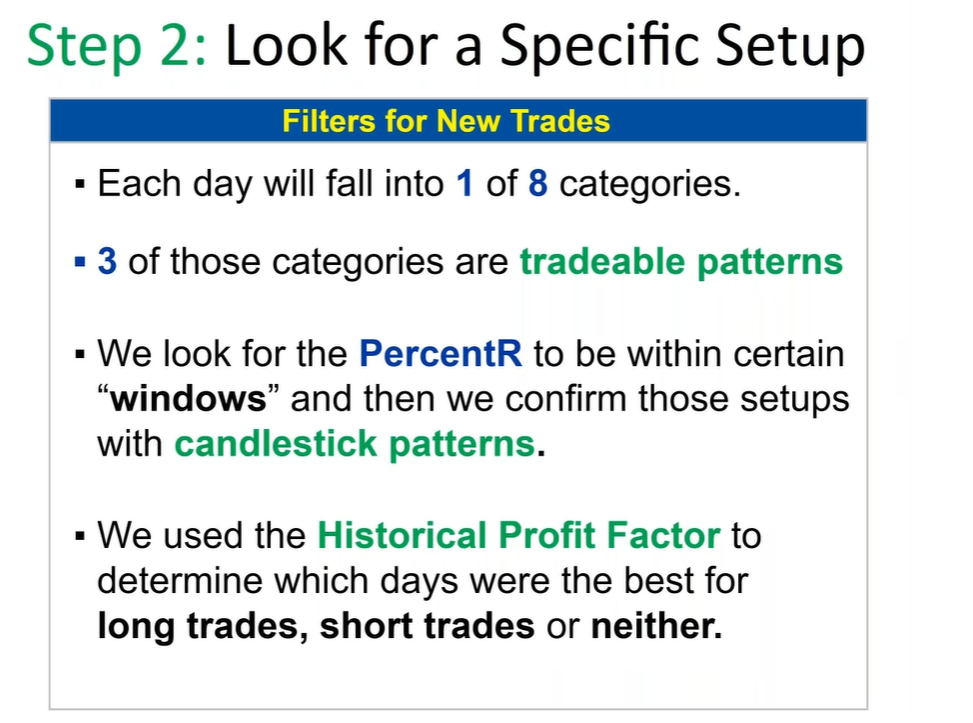 Step 2: Look for a Specific Setup
Filters for New Trades
▪ Each day will fall into 1 of 8 categories.
▪ 3 of those categories are tradeable patterns
▪ We look for the PercentR to be within certain
“windows” and then we confirm those setups
with candlestick patterns.
▪ We used the Historical Profit Factor to
determine which days were the best for
long trades, short trades or neither.